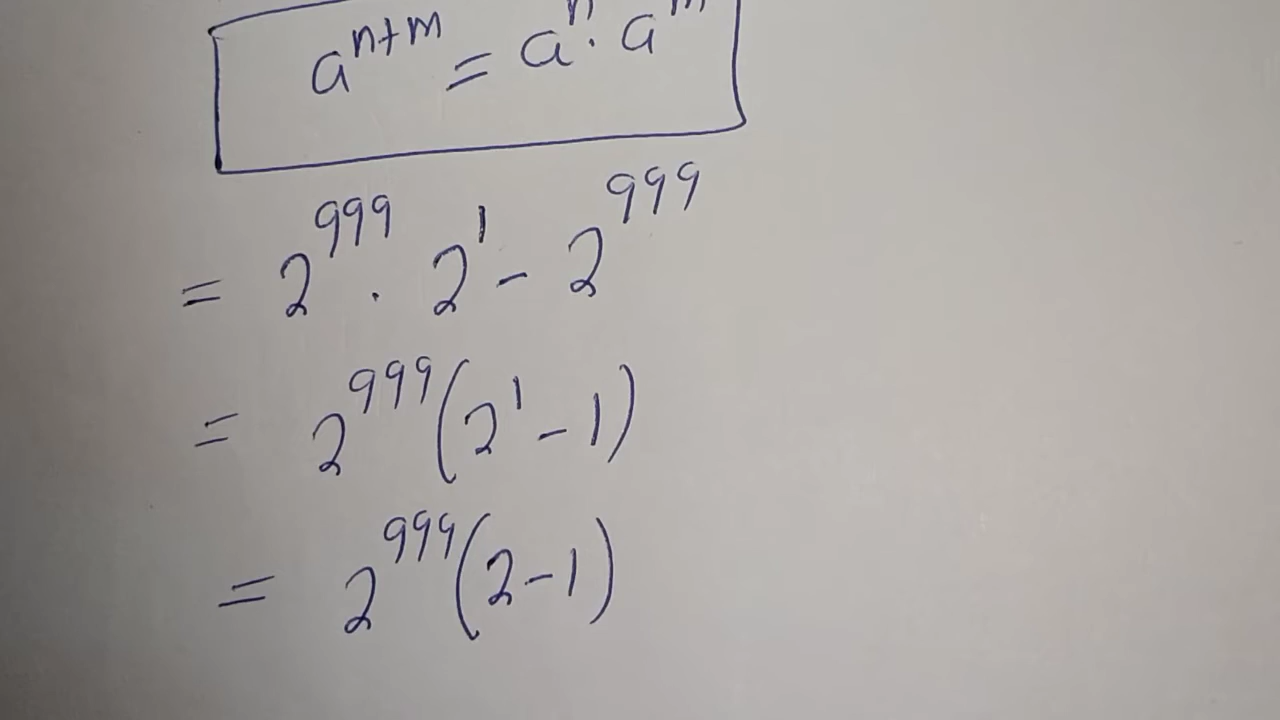 a^{n+m} = a^n · a^m
= 2^{999} · 2^1 - 2^{999}
= 2^{999}(2^1 - 1)
= 2^{999}(2 - 1)